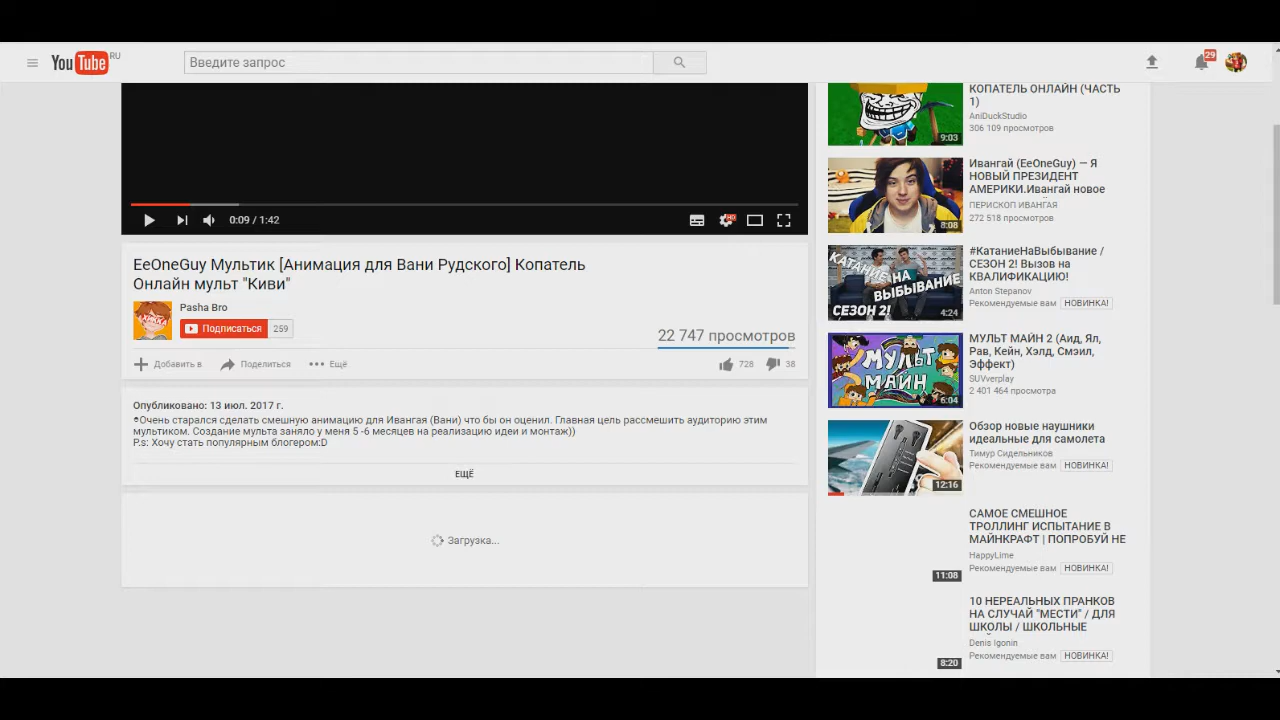 YouTube RU
Введите запрос
29
0:09 / 1:42
HD
EeOneGuy Мультик [Анимация для Вани Рудского] Копатель
Онлайн мульт "Киви"
Pasha Bro
Подписаться 259
22 747 просмотров
Добавить в Поделиться Ещё
728 38
Опубликовано: 13 июл. 2017 г.
Очень старался сделать смешную анимацию для Ивангая (Вани) что бы он оценил. Главная цель рассмешить аудиторию этим
мультиком. Создание мульта заняло у меня 5 -6 месяцев на реализацию идеи и монтаж))
P.s: Хочу стать популярным блогером:D
ЕЩЁ
Загрузка...
КОПАТЕЛЬ ОНЛАЙН (ЧАСТЬ
1)
AniDuckStudio
306 109 просмотров
9:03
Ивангай (EeOneGuy) — Я
НОВЫЙ ПРЕЗИДЕНТ
АМЕРИКИ.Ивангай новое
ПЕРИСКОП ИВАНГАЯ
272 518 просмотров
8:08
КАТАНИЕ
НА
ВЫБЫВАНИЕ
СЕЗОН 2!
4:24
#КатаниеНаВыбывание /
СЕЗОН 2! Вызов на
КВАЛИФИКАЦИЮ!
Anton Stepanov
Рекомендуемые вам НОВИНКА!
МУЛЬТ
МАЙН
6:04
МУЛЬТ МАЙН 2 (Аид, Ял,
Рав, Кейн, Хэлд, Смэил,
Эффект)
SUVverplay
2 401 464 просмотра
12:16
Обзор новые наушники
идеальные для самолета
Тимур Сидельников
Рекомендуемые вам НОВИНКА!
САМОЕ СМЕШНОЕ
ТРОЛЛИНГ ИСПЫТАНИЕ В
МАЙНКРАФТ | ПОПРОБУЙ НЕ
HappyLime
Рекомендуемые вам НОВИНКА!
11:08
10 НЕРЕАЛЬНЫХ ПРАНКОВ
НА СЛУЧАЙ "МЕСТИ" / ДЛЯ
ШКОЛЫ / ШКОЛЬНЫЕ
Denis Igonin
Рекомендуемые вам НОВИНКА!
8:20